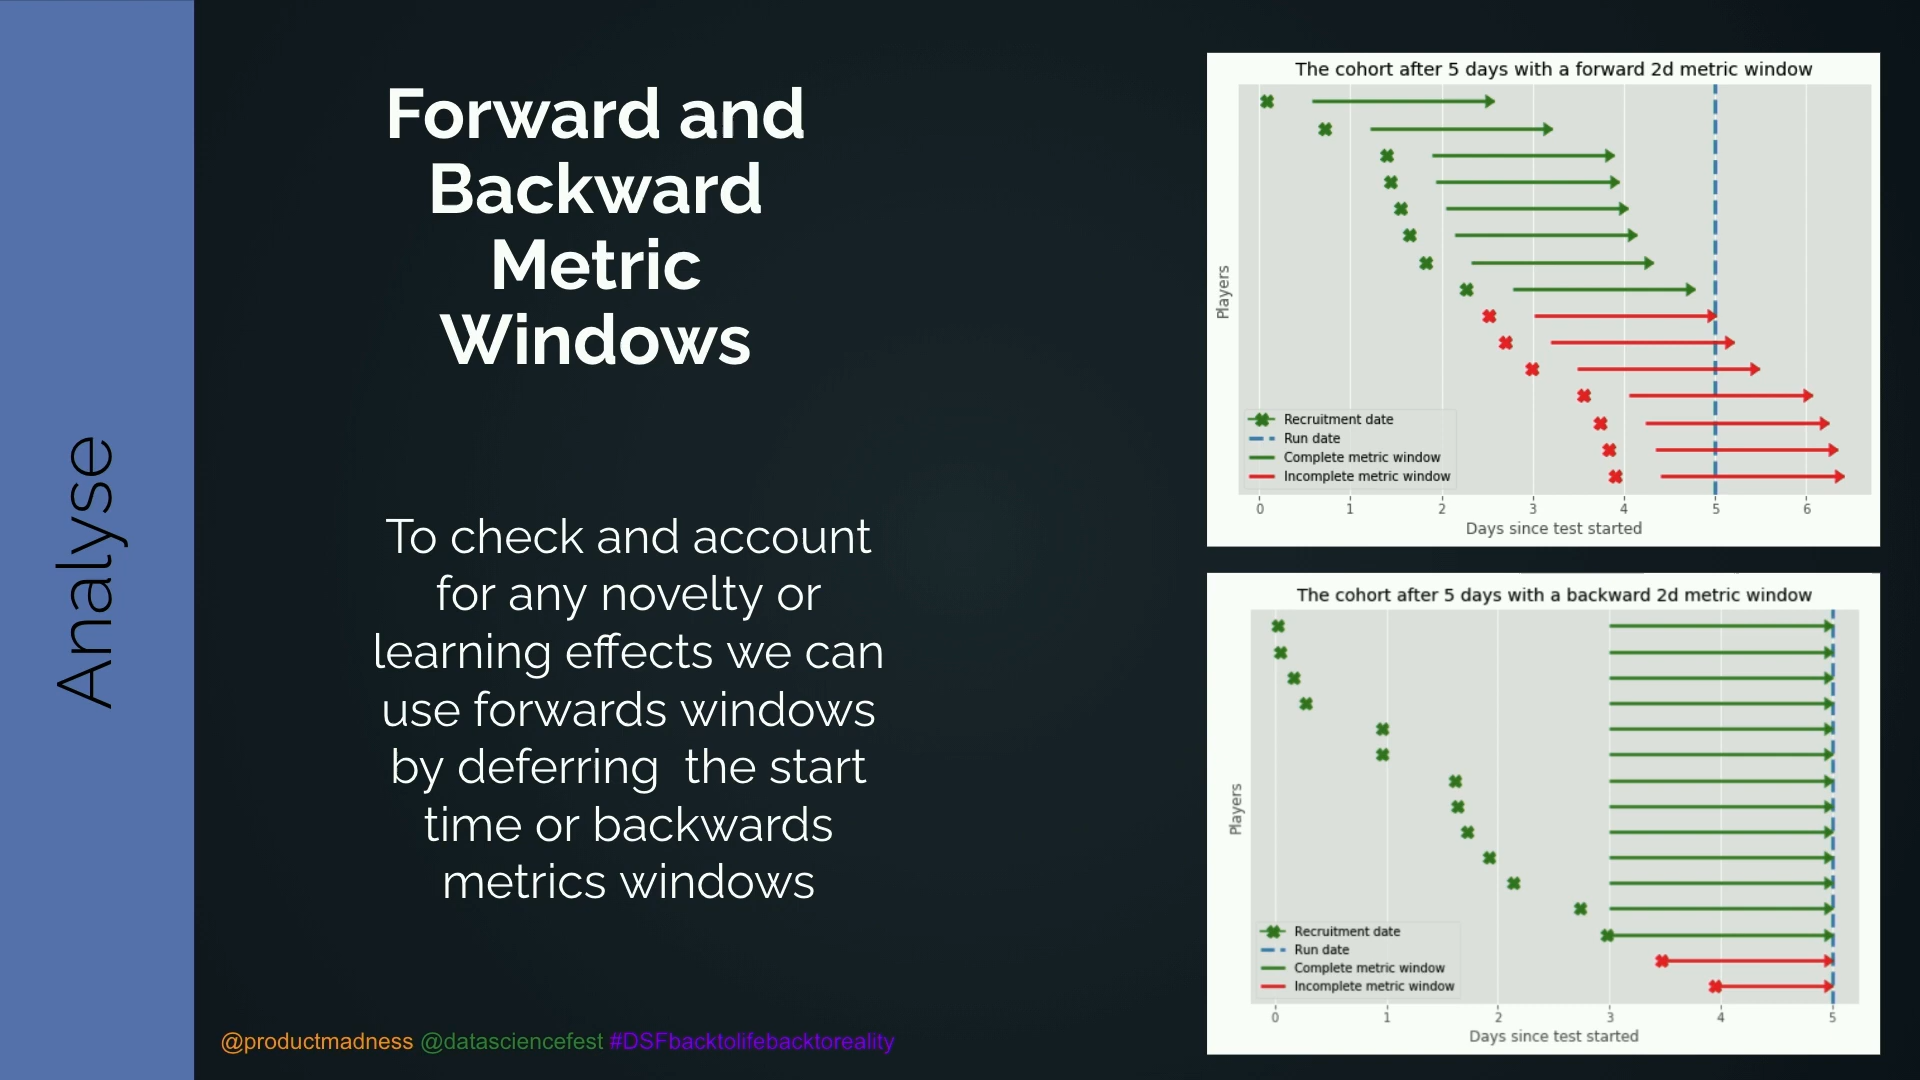 Analyse
Forward and
Backward
Metric
Windows
To check and account
for any novelty or
learning effects we can
use forwards windows
by deferring  the start
time or backwards
metrics windows
@productmadness @datasciencefest #DSFbacktolifebacktoreality
The cohort after 5 days with a forward 2d metric window
Players
Recruitment date
Run date
Complete metric window
Incomplete metric window
0 1 2 3 4 5 6
Days since test started
The cohort after 5 days with a backward 2d metric window
Players
Recruitment date
Run date
Complete metric window
Incomplete metric window
0 1 2 3 4 5
Days since test started